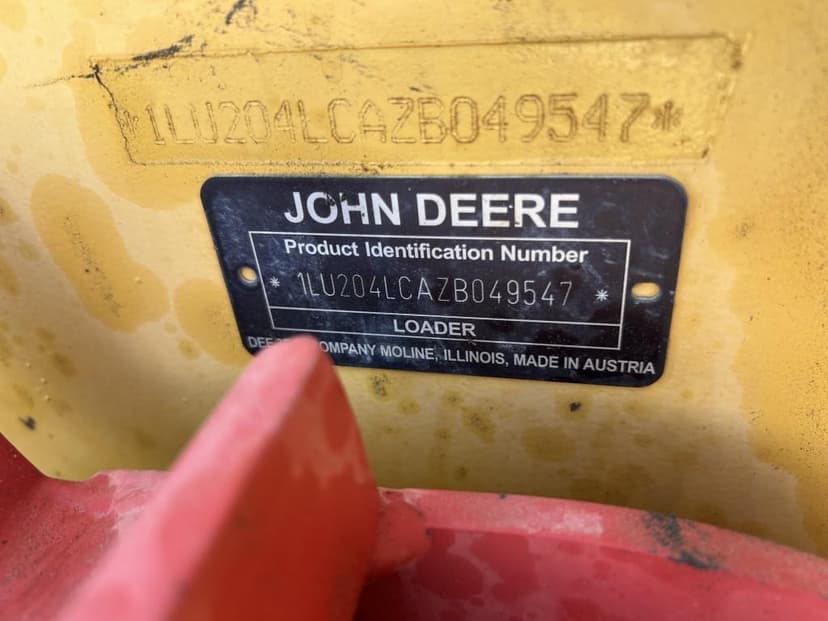 *1LU204LCAZB049547*
JOHN DEERE
Product Identification Number
* 1LU204LCAZB049547 *
LOADER
COMPANY MOLINE, ILLINOIS, MADE IN AUSTRIA